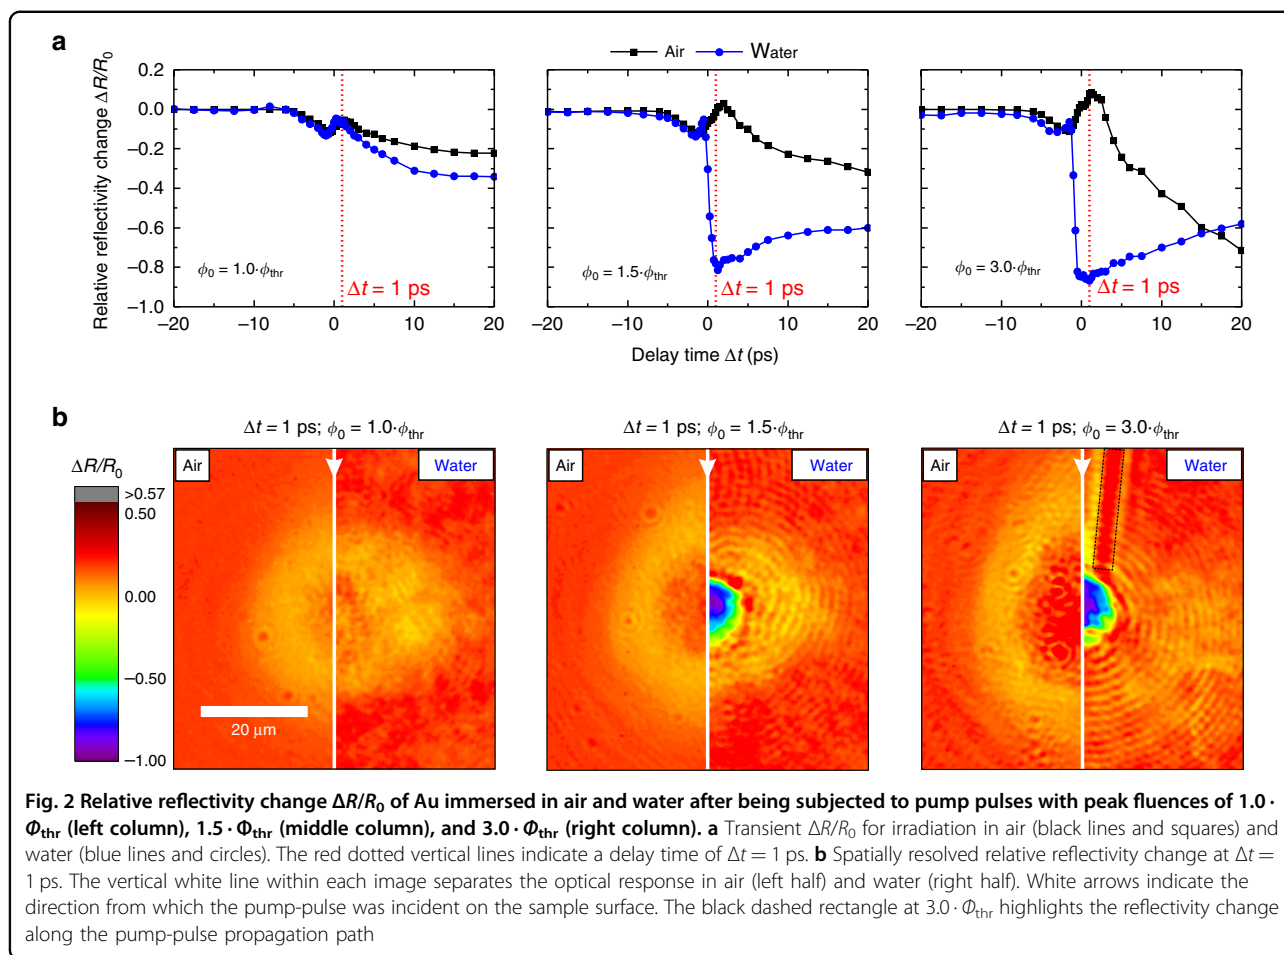 a
Air Water
Relative reflectivity change ΔR/R0
0.2
0.0
−0.2
−0.4
−0.6
−0.8
−1.0
ϕ0 = 1.0·ϕthr
Δt = 1 ps
ϕ0 = 1.5·ϕthr
Δt = 1 ps
ϕ0 = 3.0·ϕthr
Δt = 1 ps
−20 −10 0 10 20 −20 −10 0 10 20 −20 −10 0 10 20
Delay time Δt (ps)
b
Δt = 1 ps; ϕ0 = 1.0·ϕthr Δt = 1 ps; ϕ0 = 1.5·ϕthr Δt = 1 ps; ϕ0 = 3.0·ϕthr
ΔR/R0
>0.57
0.50
0.00
−0.50
−1.00
Air Water Air Water Air Water
20 μm
Fig. 2 Relative reflectivity change ΔR/R0 of Au immersed in air and water after being subjected to pump pulses with peak fluences of 1.0 ·
Φthr (left column), 1.5 · Φthr (middle column), and 3.0 · Φthr (right column). a Transient ΔR/R0 for irradiation in air (black lines and squares) and
water (blue lines and circles). The red dotted vertical lines indicate a delay time of Δt = 1 ps. b Spatially resolved relative reflectivity change at Δt =
1 ps. The vertical white line within each image separates the optical response in air (left half) and water (right half). White arrows indicate the
direction from which the pump-pulse was incident on the sample surface. The black dashed rectangle at 3.0 · Φthr highlights the reflectivity change
along the pump-pulse propagation path